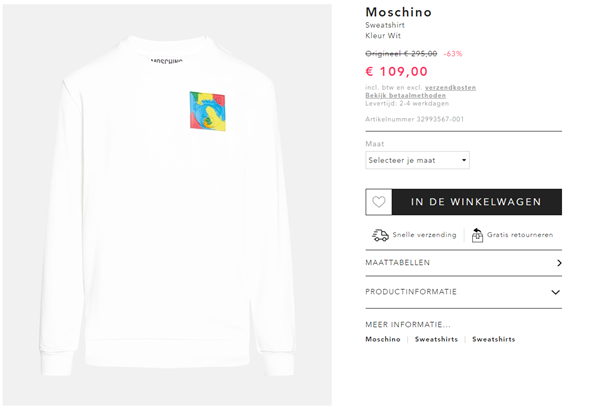 MOSCHINO
Moschino
Sweatshirt
Kleur Wit
Origineel € 295,00 -63%
€ 109,00
incl. btw en excl. verzendkosten
Bekijk betaalmethoden
Levertijd: 2-4 werkdagen
Artikelnummer 32993567-001
Maat
Selecteer je maat
IN DE WINKELWAGEN
Snelle verzending
Gratis retourneren
MAATTABELLEN
PRODUCTINFORMATIE
MEER INFORMATIE...
Moschino | Sweatshirts | Sweatshirts